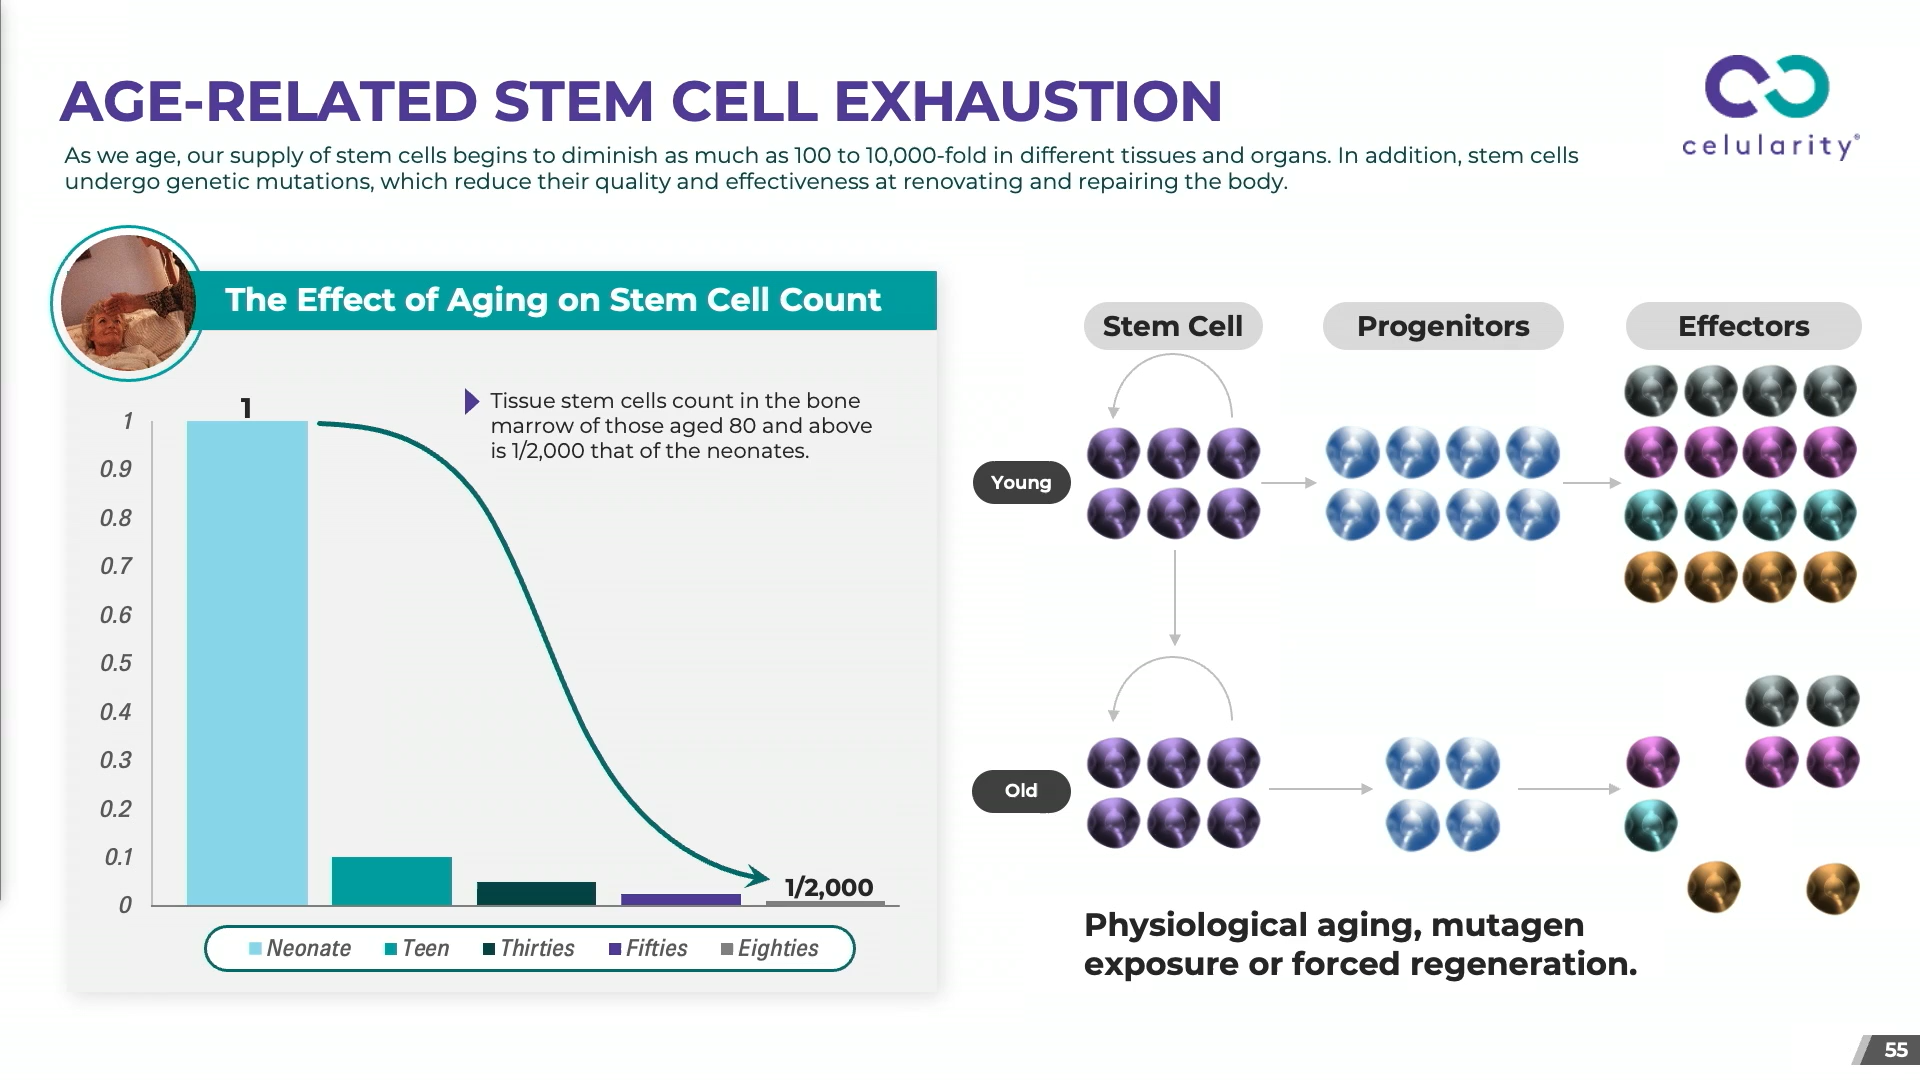 AGE-RELATED STEM CELL EXHAUSTION
As we age, our supply of stem cells begins to diminish as much as 100 to 10,000-fold in different tissues and organs. In addition, stem cells
undergo genetic mutations, which reduce their quality and effectiveness at renovating and repairing the body.
celularity®
The Effect of Aging on Stem Cell Count
Tissue stem cells count in the bone
marrow of those aged 80 and above
is 1/2,000 that of the neonates.
1
1
0.9
0.8
0.7
0.6
0.5
0.4
0.3
0.2
0.1
0
1/2,000
Neonate Teen Thirties Fifties Eighties
Stem Cell Progenitors Effectors
Young
Old
Physiological aging, mutagen
exposure or forced regeneration.
55